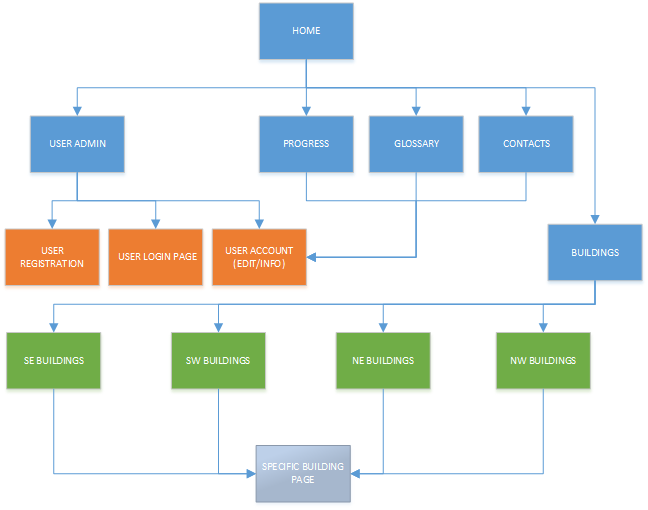 HOME
USER ADMIN
PROGRESS
GLOSSARY
CONTACTS
USER
REGISTRATION
USER LOGIN PAGE
USER ACCOUNT
(EDIT/INFO)
BUILDINGS
SE BUILDINGS
SW BUILDINGS
NE BUILDINGS
NW BUILDINGS
SPECIFIC BUILDING
PAGE